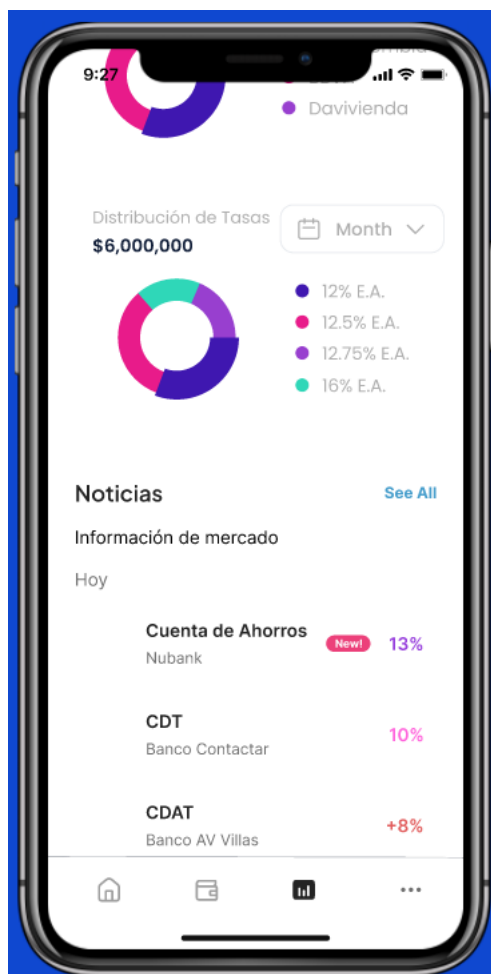 9:27
Davivienda
Distribución de Tasas
$6,000,000
Month
12% E.A.
12.5% E.A.
12.75% E.A.
16% E.A.
Noticias
See All
Información de mercado
Hoy
Cuenta de Ahorros
New!
13%
Nubank
CDT
10%
Banco Contactar
CDAT
+8%
Banco AV Villas